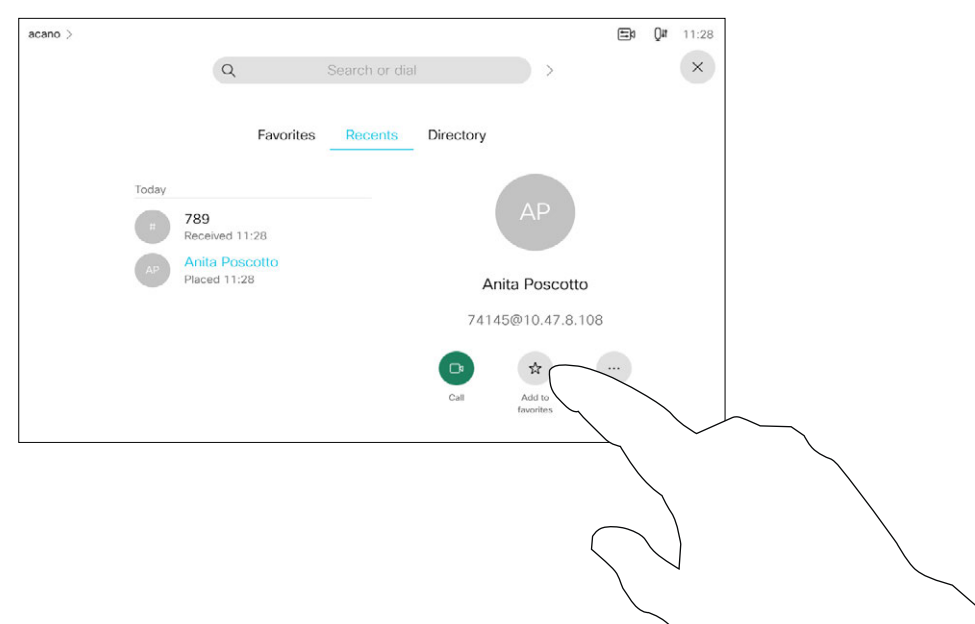 acano >
11:28
Search or dial
Favorites Recents Directory
Today
#
789
Received 11:28
AP
Anita Poscotto
Placed 11:28
AP
Anita Poscotto
74145@10.47.8.108
...
Call
Add to
favorites